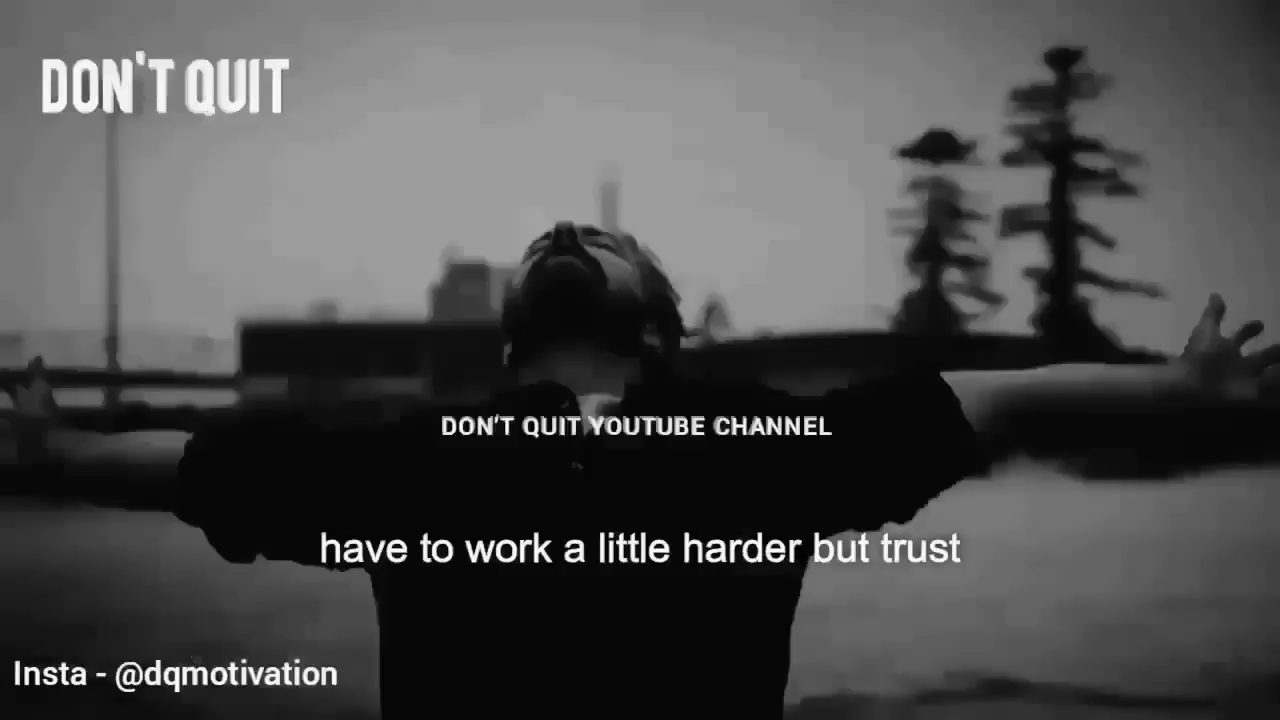 DON'T QUIT
DON'T QUIT YOUTUBE CHANNEL
have to work a little harder but trust
Insta - @dqmotivation